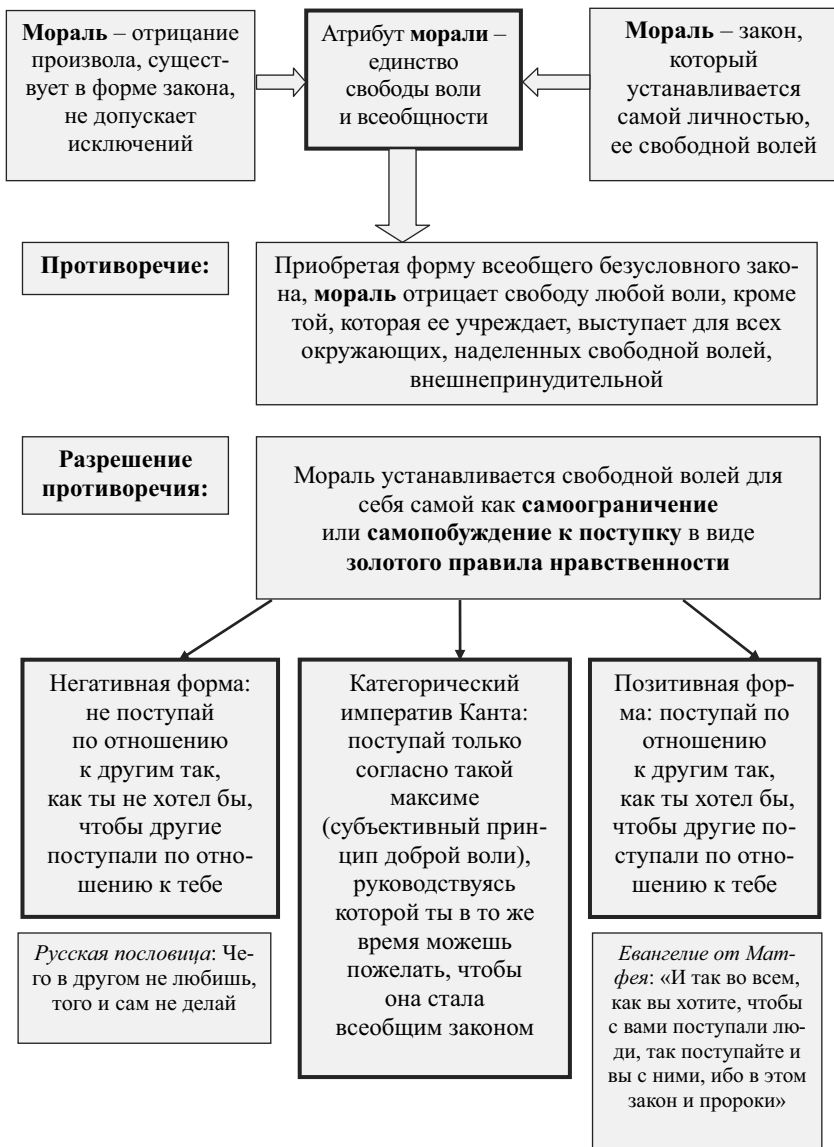 Мораль – отрицание
произвола, сущест-
вует в форме закона,
не допускает
исключений
Атрибут морали –
единство
свободы воли
и всеобщности
Мораль – закон,
который
устанавливается
самой личностью,
ее свободной волей
Противоречие:
Приобретая форму всеобщего безусловного зако-
на, мораль отрицает свободу любой воли, кроме
той, которая ее учреждает, выступает для всех
окружающих, наделенных свободной волей,
внешнепринудительной
Разрешение
противоречия:
Мораль устанавливается свободной волей для
себя самой как самоограничение
или самопобуждение к поступку в виде
золотого правила нравственности
Негативная форма:
не поступай
по отношению
к другим так,
как ты не хотел бы,
чтобы другие
поступали по отно-
шению к тебе
Русская пословица: Че-
го в другом не любишь,
того и сам не делай
Категорический
императив Канта:
поступай только
согласно такой
максиме
(субъективный прин-
цип доброй воли),
руководствуясь
которой ты в то же
время можешь
пожелать, чтобы
она стала
всеобщим законом
Позитивная фор-
ма: поступай по
отношению
к другим так,
как ты хотел бы,
чтобы другие по-
ступали по отно-
шению к тебе
Евангелие от Мат-
фея: «И так во всем,
как вы хотите, чтобы
с вами поступали лю-
ди, так поступайте и
вы с ними, ибо в этом
закон и пророки»